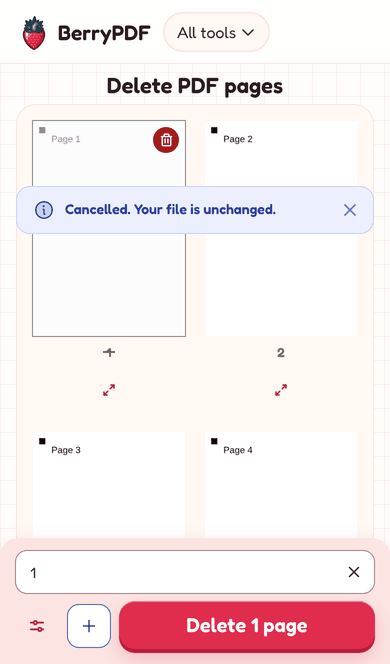 BerryPDF
All tools
Delete PDF pages
Page 1
Page 2
Cancelled. Your file is unchanged.
1
2
Page 3
Page 4
1
Delete 1 page